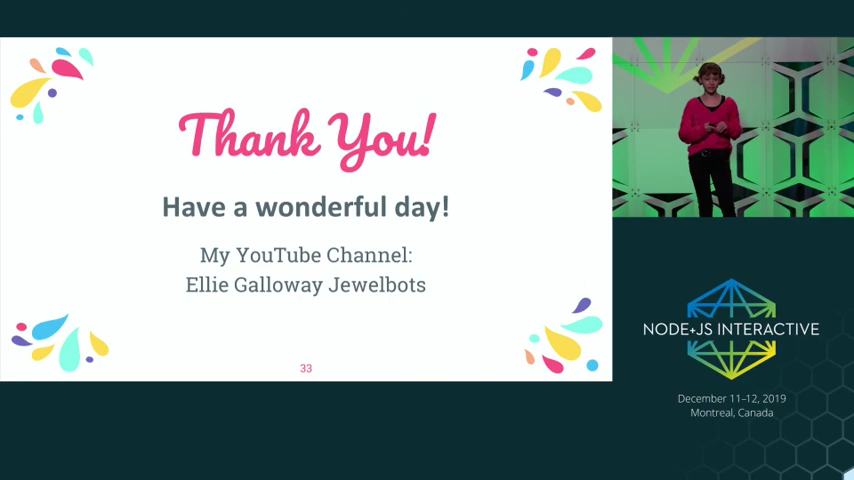 Thank You!
Have a wonderful day!
My YouTube Channel:
Ellie Galloway Jewelbots
33
NODE+JS INTERACTIVE
December 11–12, 2019
Montreal, Canada